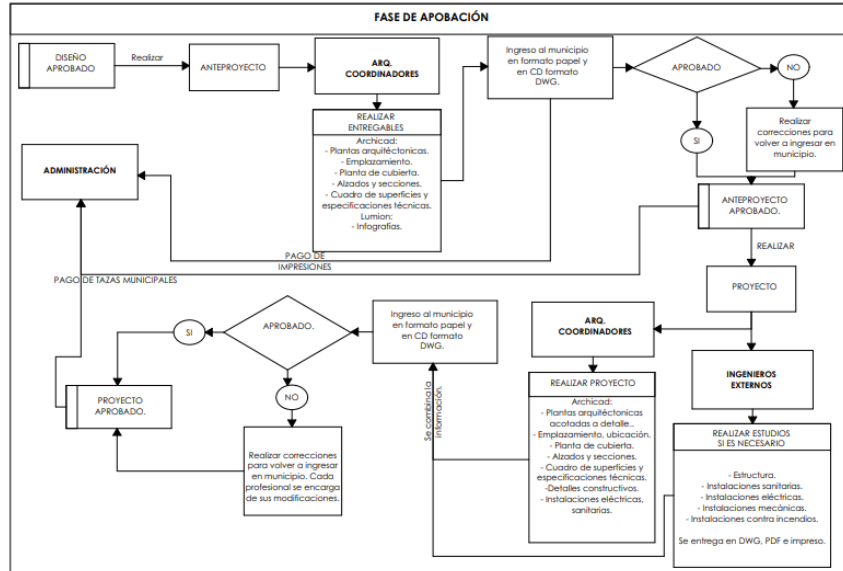 FASE DE APOBACIÓN
DISEÑO
APROBADO
Realizar
ANTEPROYECTO
ARQ.
COORDINADORES
REALIZAR
ENTREGABLES
Archicad:
- Plantas arquitéctonicas.
- Emplazamiento.
- Planta de cubierta.
- Alzados y secciones.
- Cuadro de superficies y
especificaciones técnicas.
Lumion:
- Infografías.
Ingreso al municipio
en formato papel y
en CD formato
DWG.
APROBADO
NO
SI
Realizar
correcciones para
volver a ingresar en
municipio.
ANTEPROYECTO
APROBADO.
REALIZAR
PROYECTO
ADMINISTRACIÓN
PAGO DE
IMPRESIONES
PAGO DE TAZAS MUNICIPALES
ARQ.
COORDINADORES
REALIZAR PROYECTO
Archicad:
- Plantas arquitéctonicas
acotadas a detalle..
- Emplazamiento, ubicación.
- Planta de cubierta.
- Alzados y secciones.
- Cuadro de superficies y
especificaciones técnicas.
-Detalles constructivos.
- Instalaciones eléctricas,
sanitarias.
INGENIEROS
EXTERNOS
REALIZAR ESTUDIOS
SI ES NECESARIO
- Estructura.
- Instalaciones sanitarias.
- Instalaciones eléctricas.
- Instalaciones mecánicas.
- Instalaciones contra incendios.
Se entrega en DWG, PDF e impreso.
Se combina la
información.
Ingreso al municipio
en formato papel y
en CD formato
DWG.
APROBADO.
SI
NO
PROYECTO
APROBADO.
Realizar correcciones
para volver a ingresar
en municipio. Cada
profesional se encarga
de sus modificaciones.